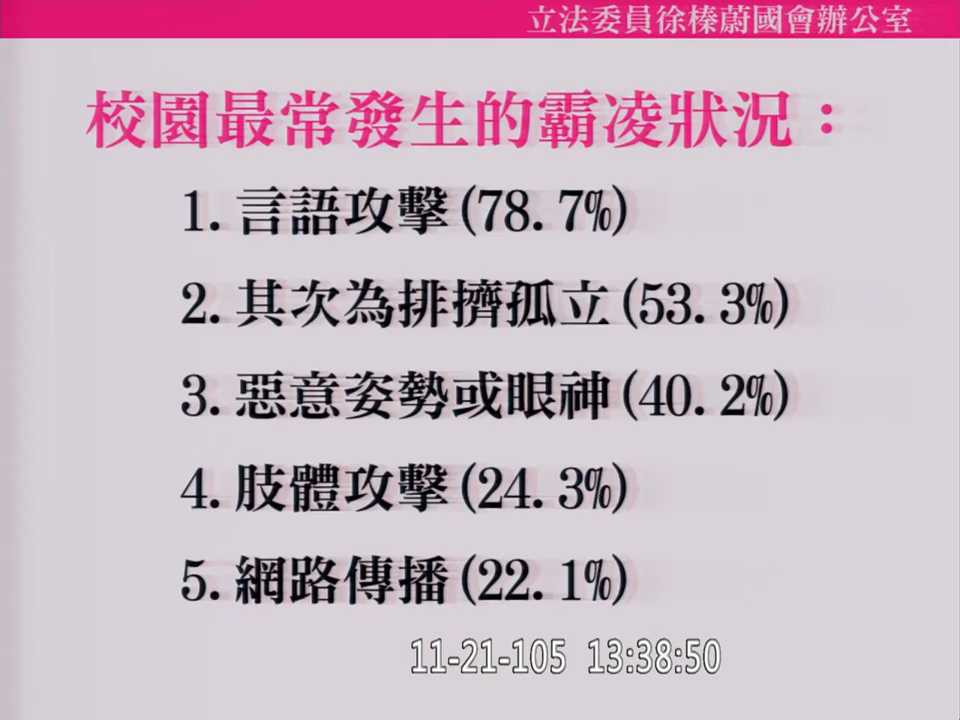 立法委員徐榛蔚國會辦公室
校園最常發生的霸凌狀況：
1.言語攻擊(78.7%)
2.其次為排擠孤立(53.3%)
3.惡意姿勢或眼神(40.2%)
4.肢體攻擊(24.3%)
5.網路傳播(22.1%)
11-21-105 13:38:50